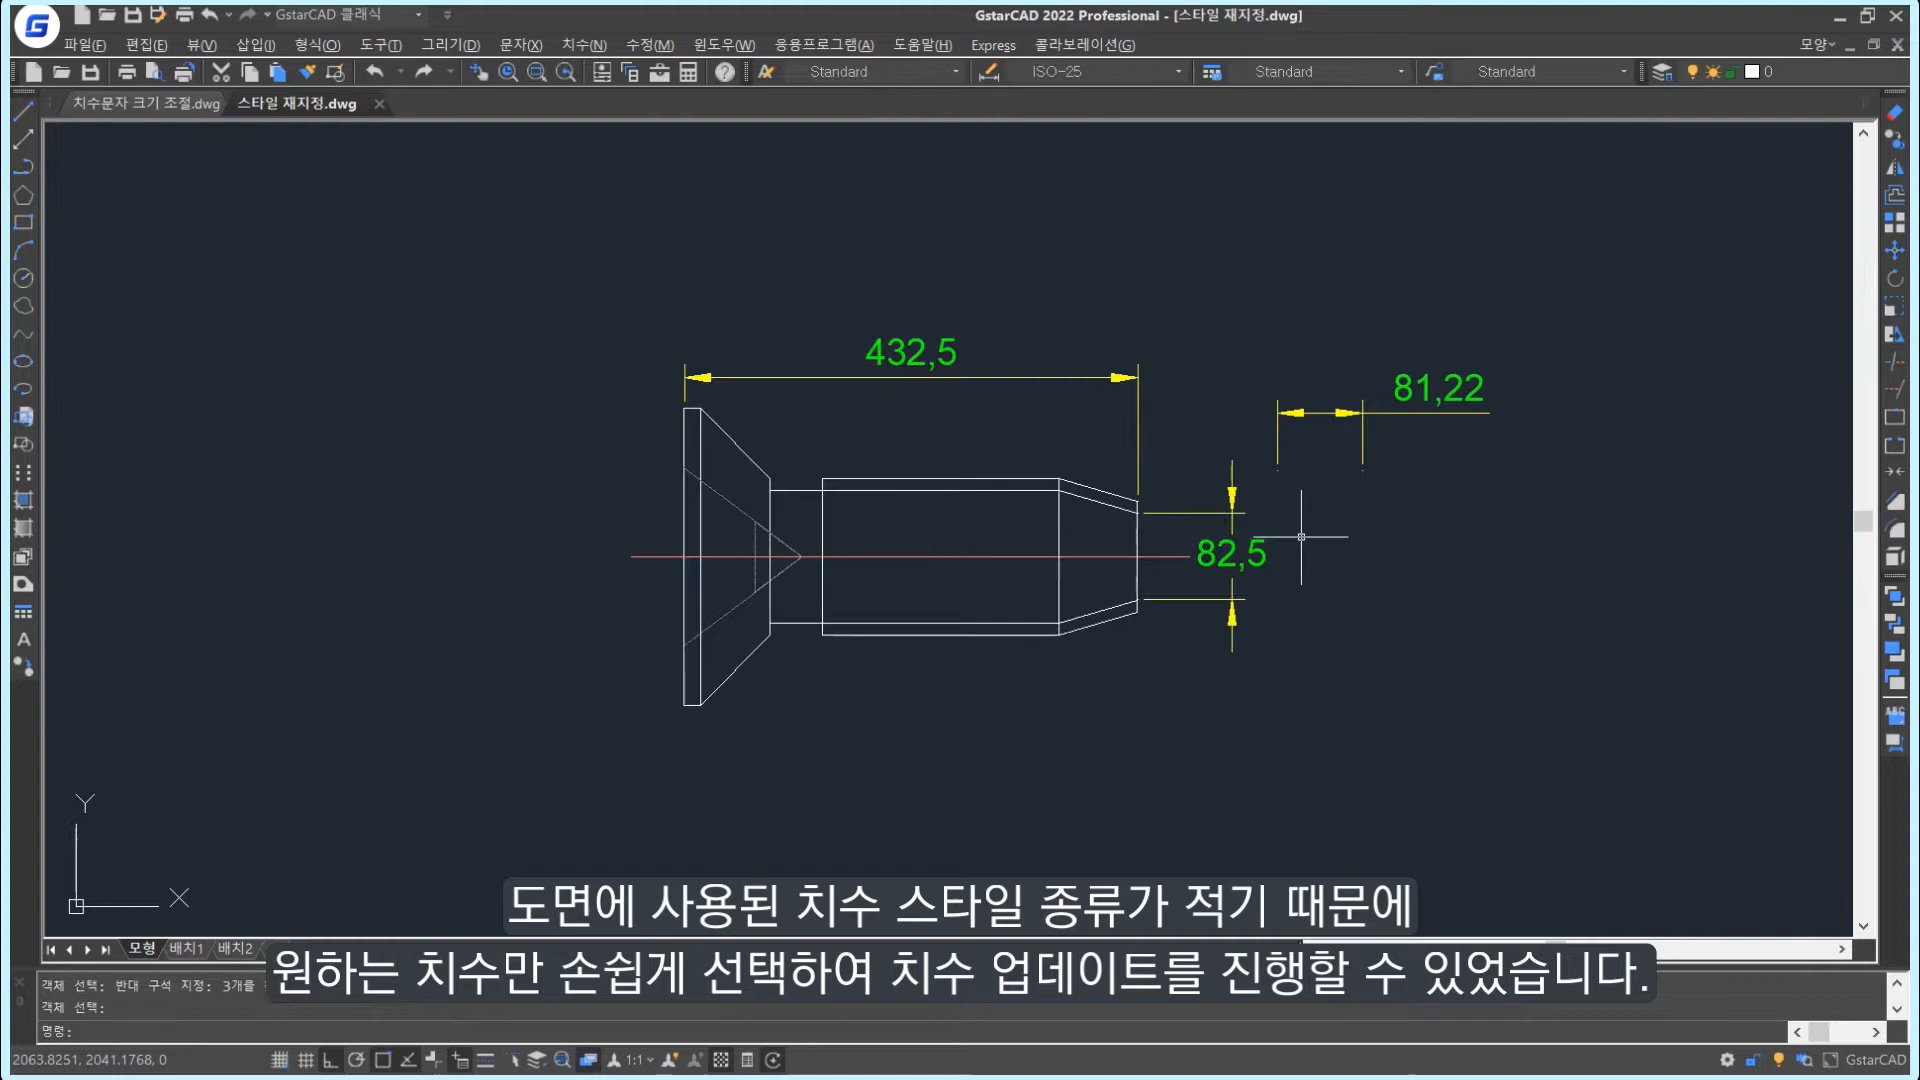 GstarCAD 클래식
GstarCAD 2022 Professional - [스타일 재지정.dwg]
파일(F) 편집(E) 뷰(V) 삽입(I) 형식(O) 도구(T) 그리기(D) 문자(X) 치수(N) 수정(M) 윈도우(W) 응용프로그램(A) 도움말(H) Express 콜라보레이션(G) 모양
Standard ISO-25 Standard Standard 0
치수문자 크기 조절.dwg 스타일 재지정.dwg
432,5
81,22
82,5
Y
X
도면에 사용된 치수 스타일 종류가 적기 때문에
모형 배치1 배치2
원하는 치수만 손쉽게 선택하여 치수 업데이트를 진행할 수 있었습니다.
객체 선택: 반대 구석 지정: 3개를
객체 선택:
명령:
2063.8251, 2041.1768, 0 1:1 GstarCAD